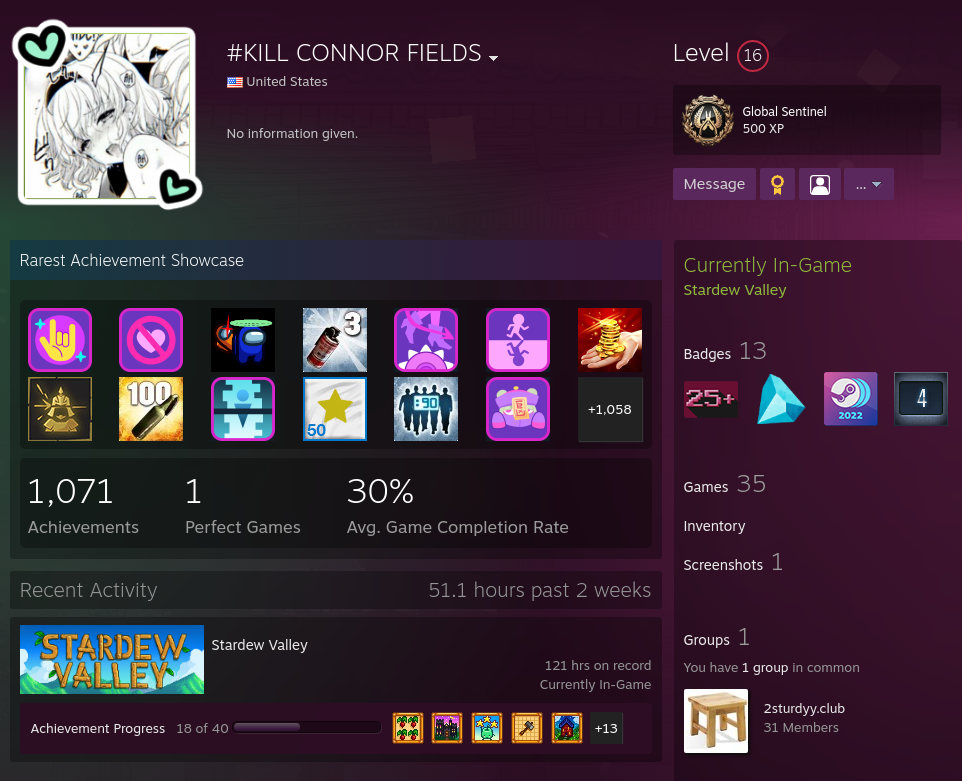 #KILL CONNOR FIELDS
United States
No information given.
Level 16
Global Sentinel
500 XP
Message
...
Rarest Achievement Showcase
3
100
50
:90
+1,058
1,071
Achievements
1
Perfect Games
30%
Avg. Game Completion Rate
Recent Activity
51.1 hours past 2 weeks
STARDEW
VALLEY
Stardew Valley
121 hrs on record
Currently In-Game
Achievement Progress 18 of 40
+13
Currently In-Game
Stardew Valley
Badges 13
25+
2022
4
Games 35
Inventory
Screenshots 1
Groups 1
You have 1 group in common
2sturdyy.club
31 Members